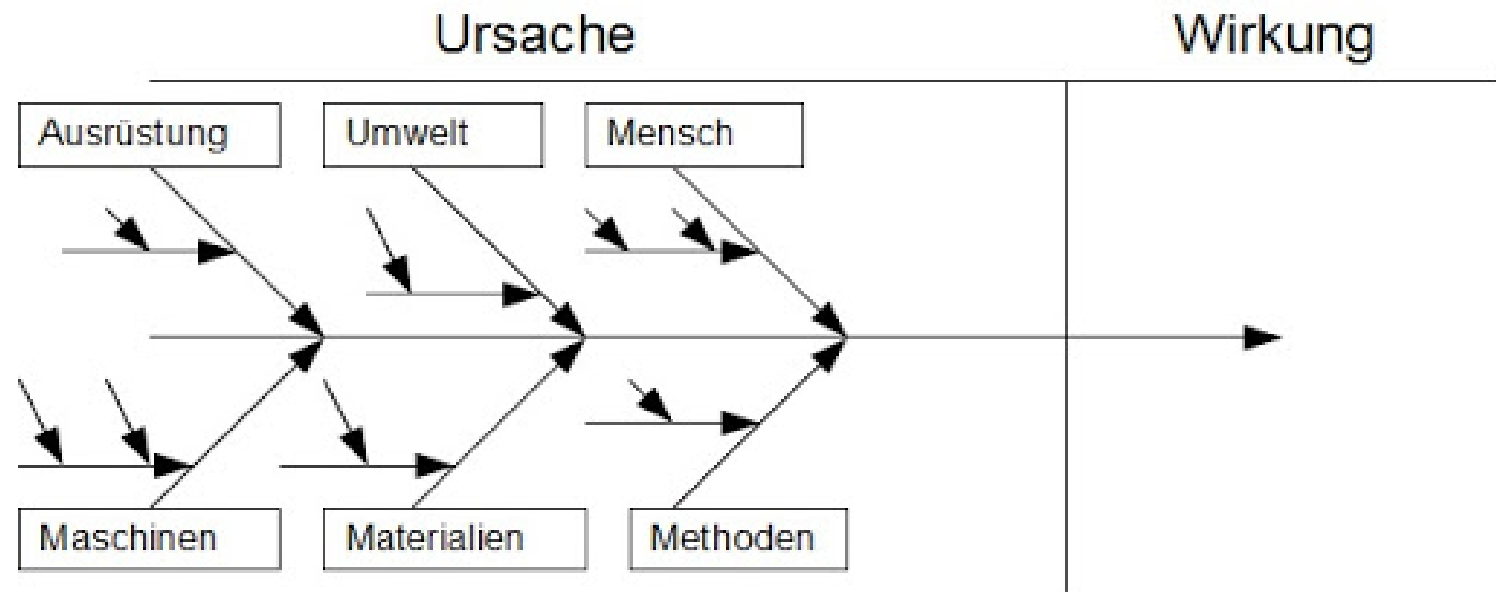 Ursache
Wirkung
Ausrüstung
Umwelt
Mensch
Maschinen
Materialien
Methoden